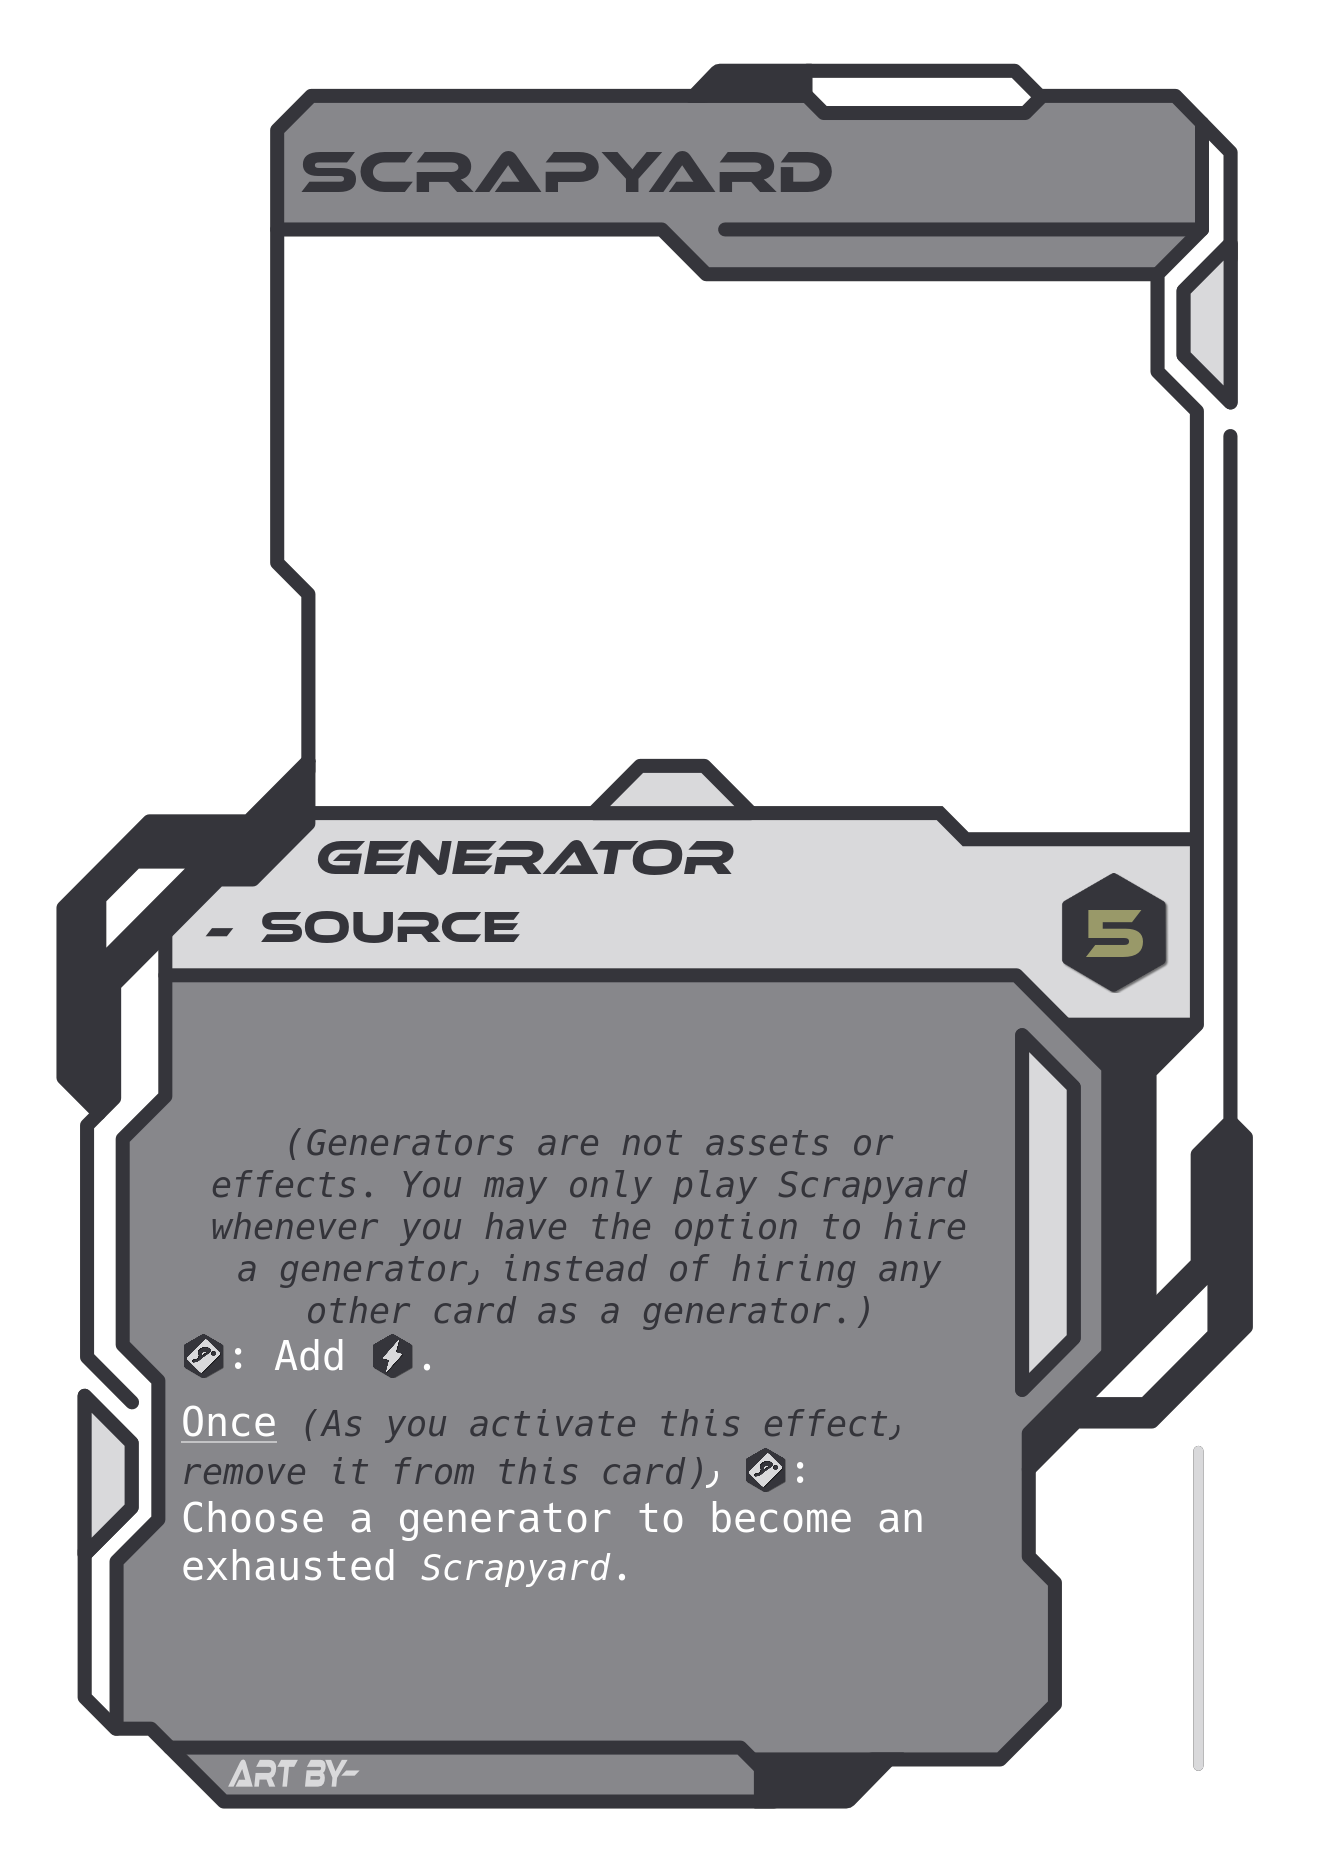 SCRAPYARD
GENERATOR
- SOURCE
5
(Generators are not assets or
effects. You may only play Scrapyard
whenever you have the option to hire
a generator, instead of hiring any
other card as a generator.)
: Add .
Once (As you activate this effect,
remove it from this card), :
Choose a generator to become an
exhausted Scrapyard.
ART BY-